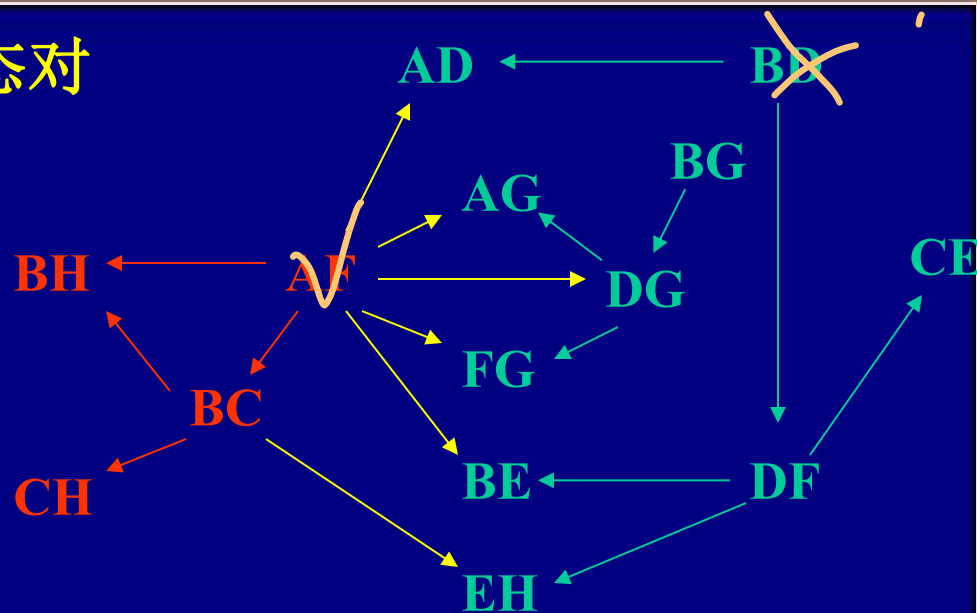 态对
AD BD
BG
AG
CE
BH AF DG
FG
BC
BE DF
CH
EH